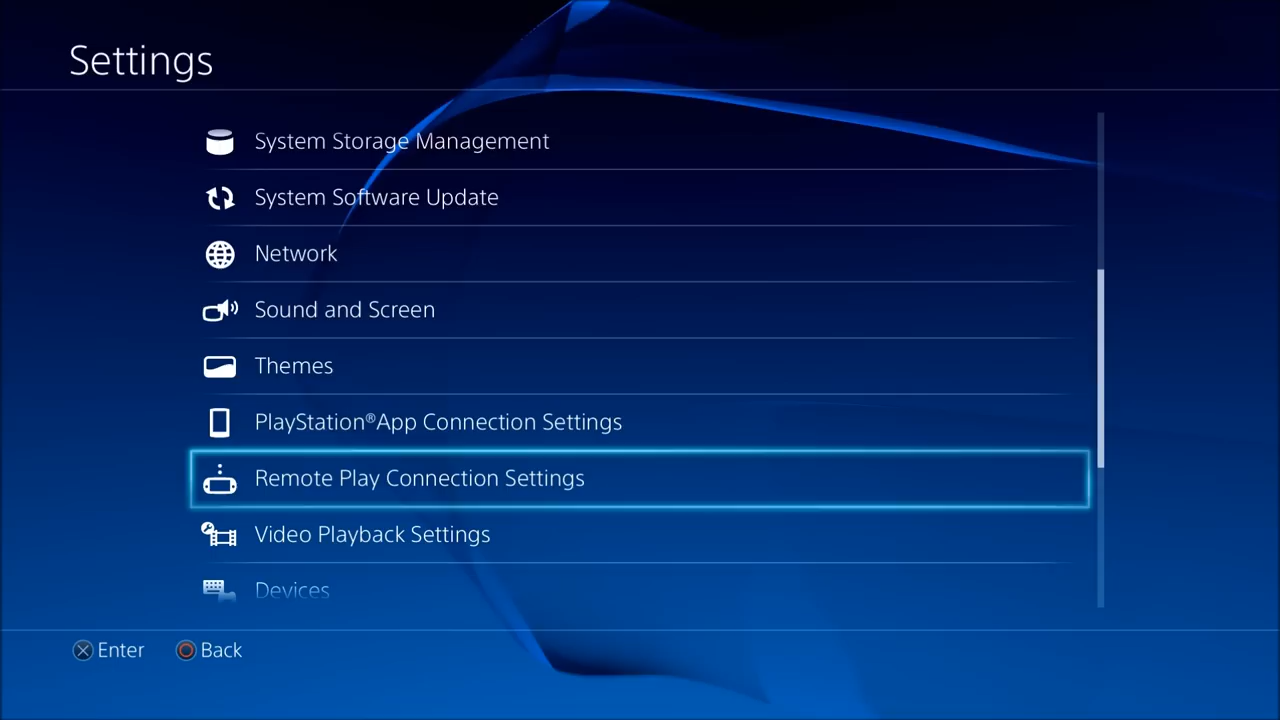 Settings
System Storage Management
System Software Update
Network
Sound and Screen
Themes
PlayStation®App Connection Settings
Remote Play Connection Settings
Video Playback Settings
Devices
Enter Back